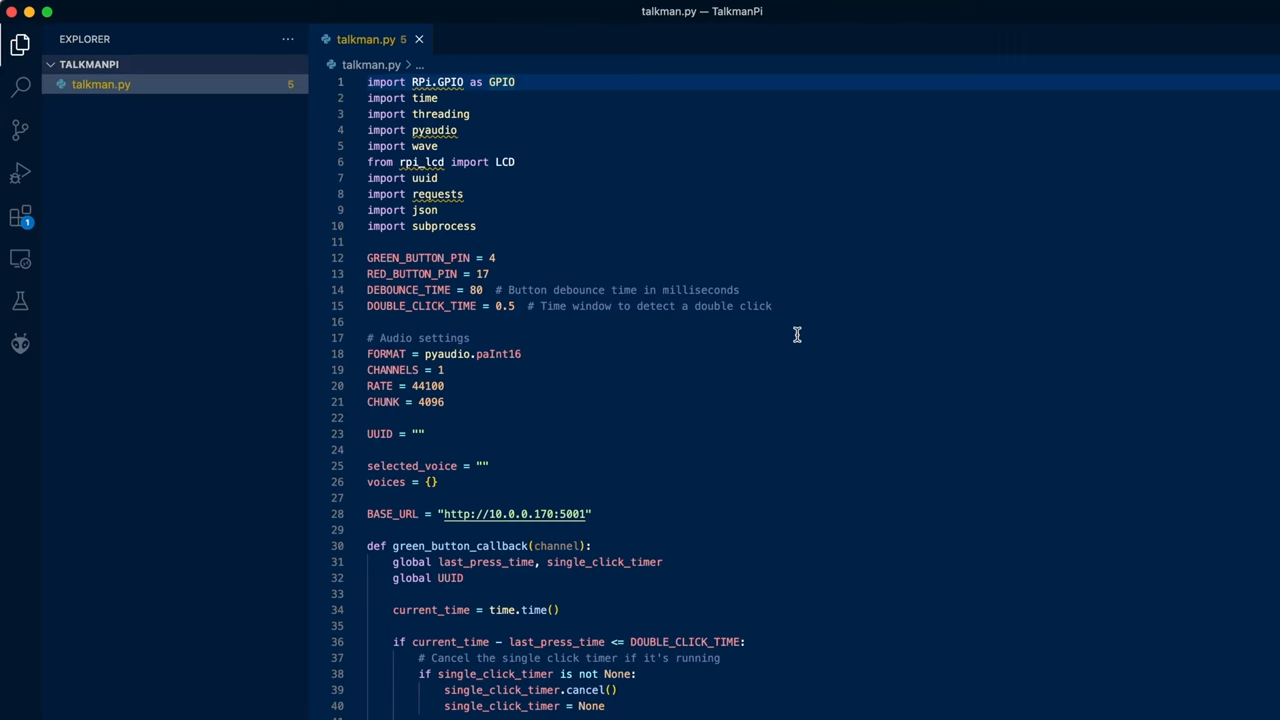 talkman.py — TalkmanPi
EXPLORER
talkman.py 5
TALKMANPI
talkman.py > ...
talkman.py 5
1 import RPi.GPIO as GPIO
2 import time
3 import threading
4 import pyaudio
5 import wave
6 from rpi_lcd import LCD
7 import uuid
8 import requests
9 import json
10 import subprocess
11
12 GREEN_BUTTON_PIN = 4
13 RED_BUTTON_PIN = 17
14 DEBOUNCE_TIME = 80  # Button debounce time in milliseconds
15 DOUBLE_CLICK_TIME = 0.5  # Time window to detect a double click
16
17 # Audio settings
18 FORMAT = pyaudio.paInt16
19 CHANNELS = 1
20 RATE = 44100
21 CHUNK = 4096
22
23 UUID = ""
24
25 selected_voice = ""
26 voices = {}
27
28 BASE_URL = "http://10.0.0.170:5001"
29
30 def green_button_callback(channel):
31     global last_press_time, single_click_timer
32     global UUID
33
34     current_time = time.time()
35
36     if current_time - last_press_time <= DOUBLE_CLICK_TIME:
37         # Cancel the single click timer if it's running
38         if single_click_timer is not None:
39             single_click_timer.cancel()
40             single_click_timer = None
1